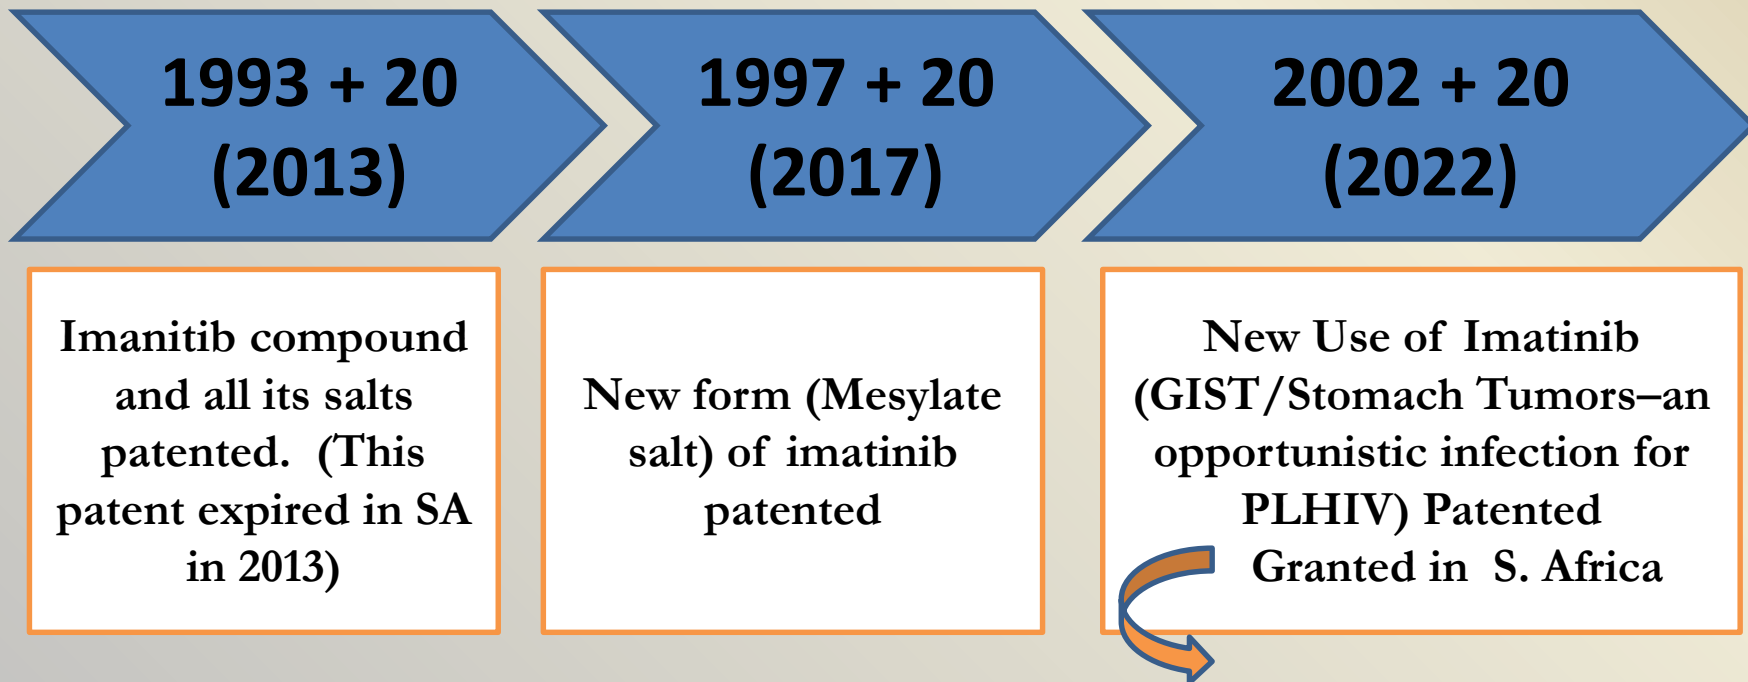 1993 + 20
(2013)
1997 + 20
(2017)
2002 + 20
(2022)
Imanitib compound
and all its salts
patented. (This
patent expired in SA
in 2013)
New form (Mesylate
salt) of imatinib
patented
New Use of Imatinib
(GIST/Stomach Tumors–an
opportunistic infection for
PLHIV) Patented
Granted in S. Africa